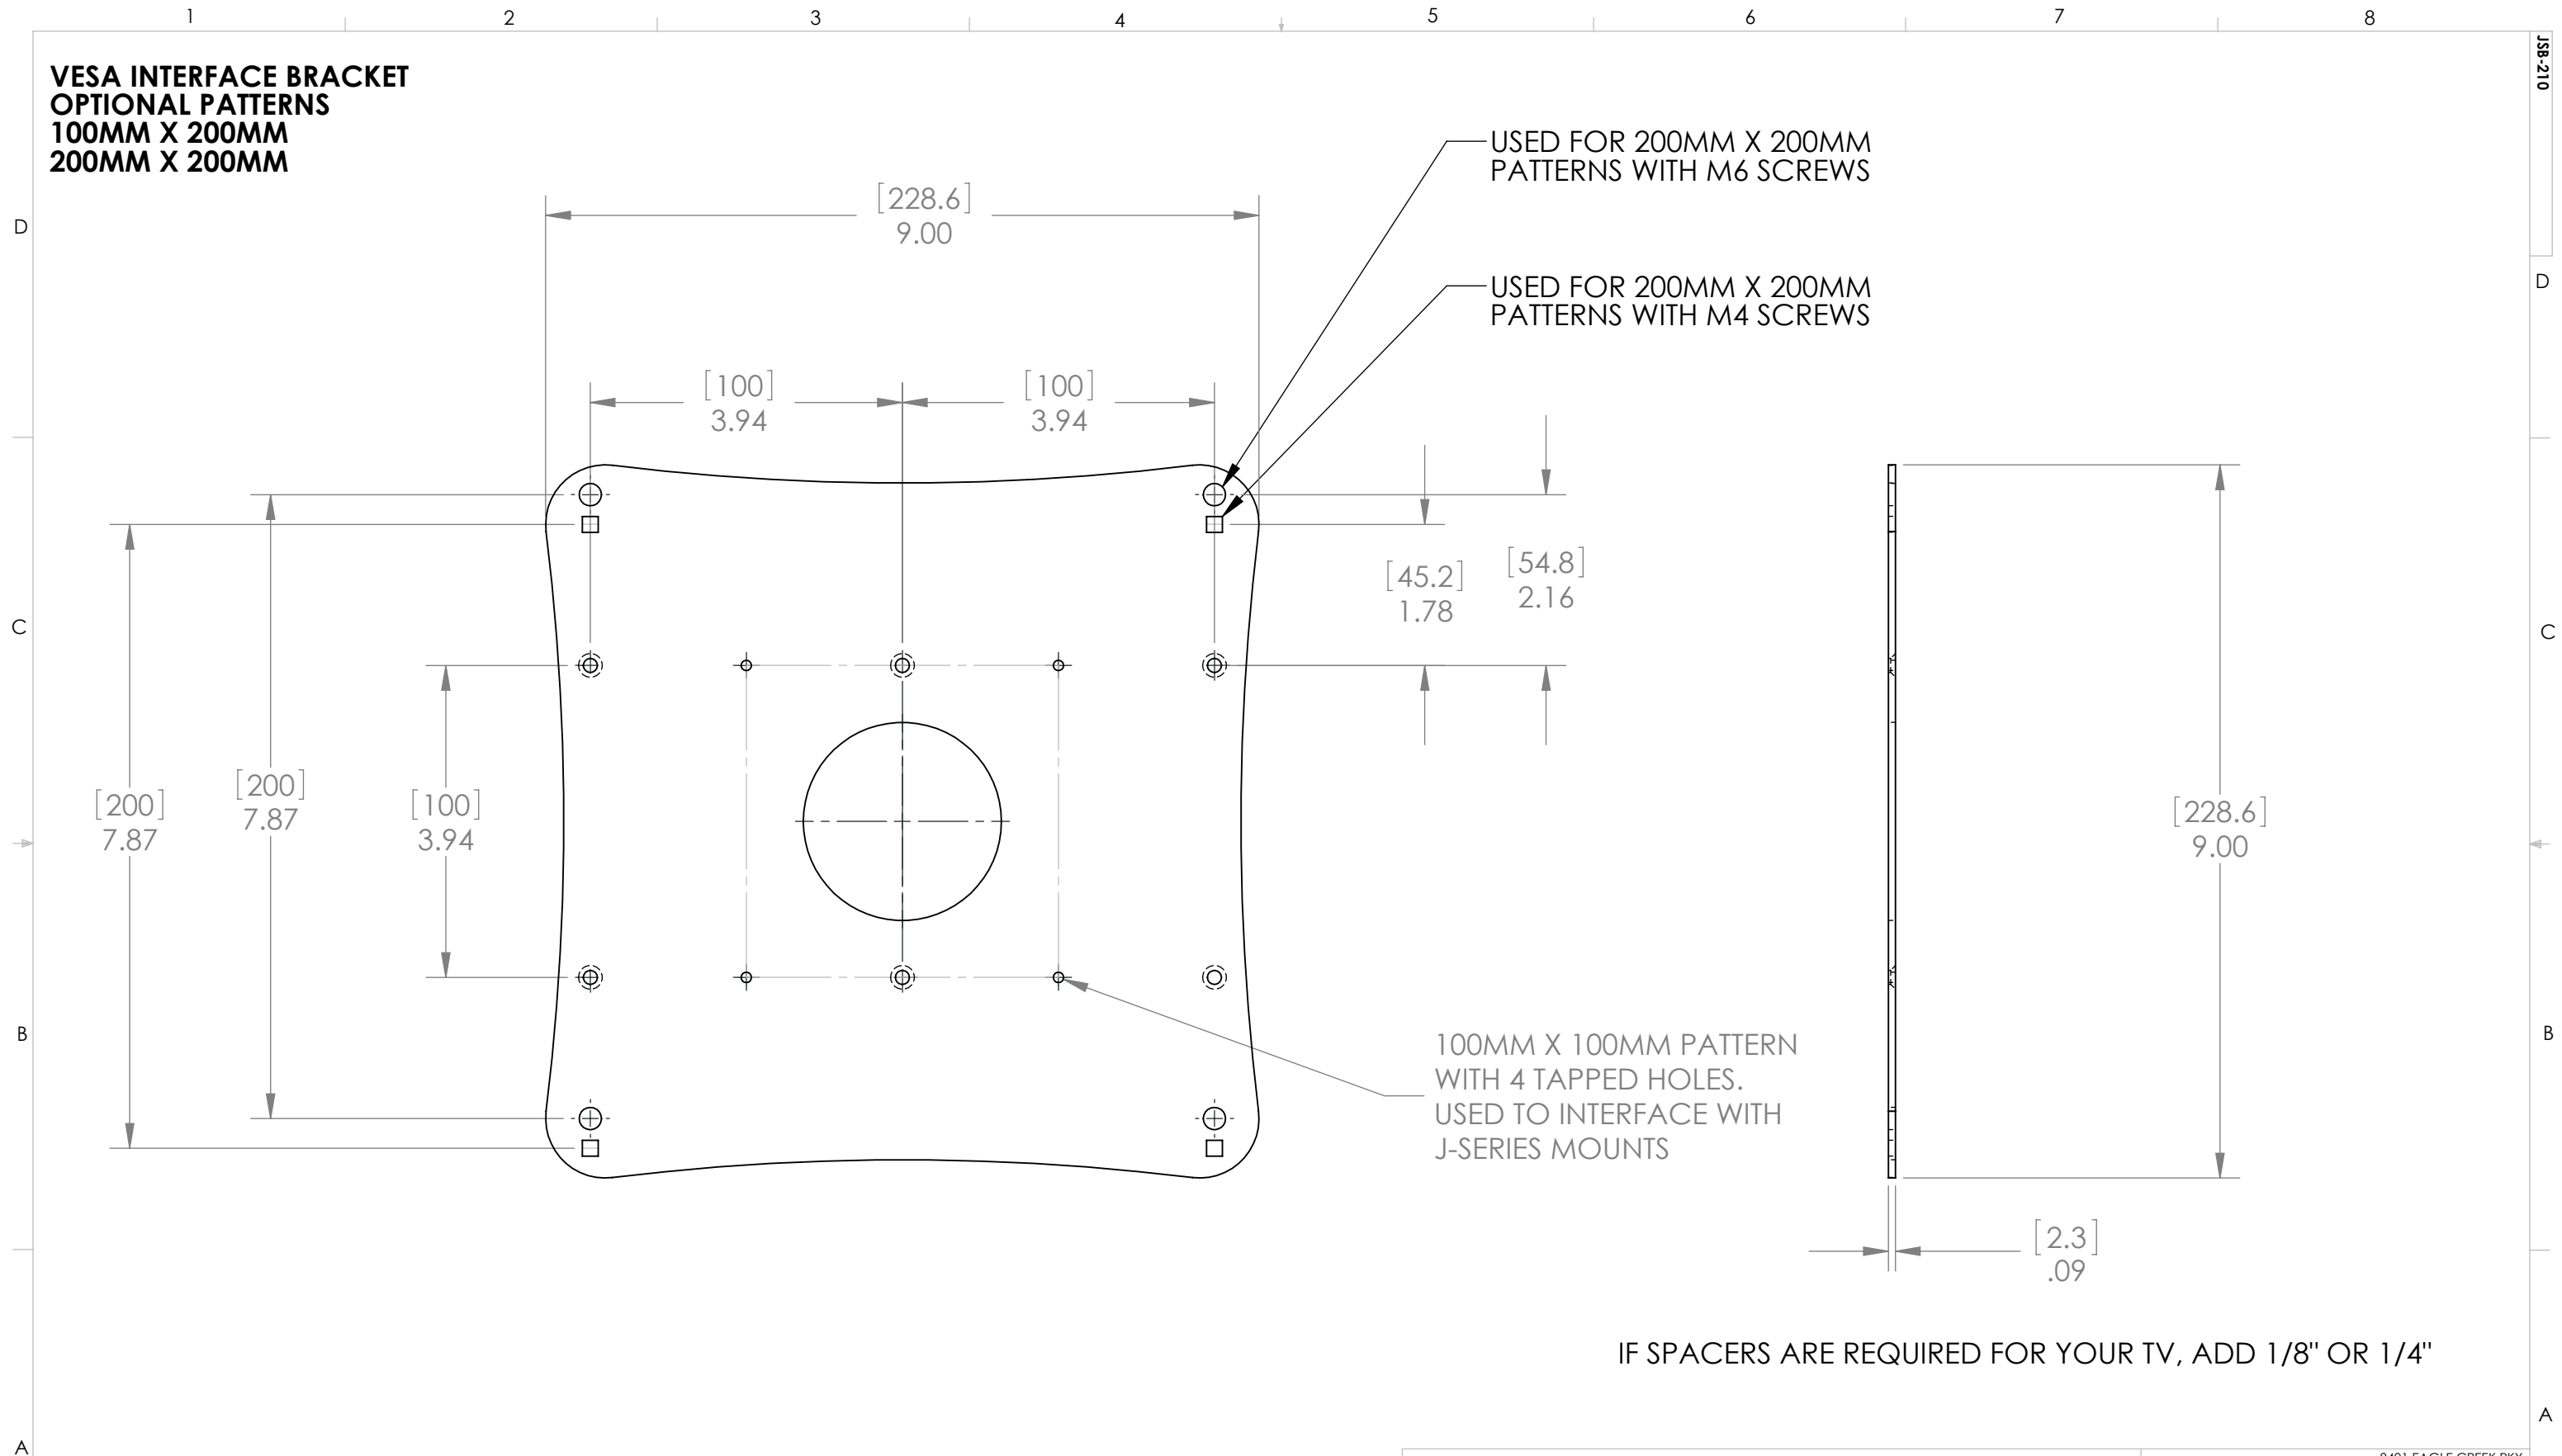 1 2 3 4 5 6 7 8
JSB-210
VESA INTERFACE BRACKET
OPTIONAL PATTERNS
100MM X 200MM
200MM X 200MM
USED FOR 200MM X 200MM
PATTERNS WITH M6 SCREWS
[228.6]
9.00
D
D
USED FOR 200MM X 200MM
PATTERNS WITH M4 SCREWS
[100]
3.94
[100]
3.94
[45.2]
1.78
[54.8]
2.16
C
C
[200]
7.87
[200]
7.87
[100]
3.94
[228.6]
9.00
B
B
100MM X 100MM PATTERN
WITH 4 TAPPED HOLES.
USED TO INTERFACE WITH
J-SERIES MOUNTS
[2.3]
.09
IF SPACERS ARE REQUIRED FOR YOUR TV, ADD 1/8" OR 1/4"
A
A